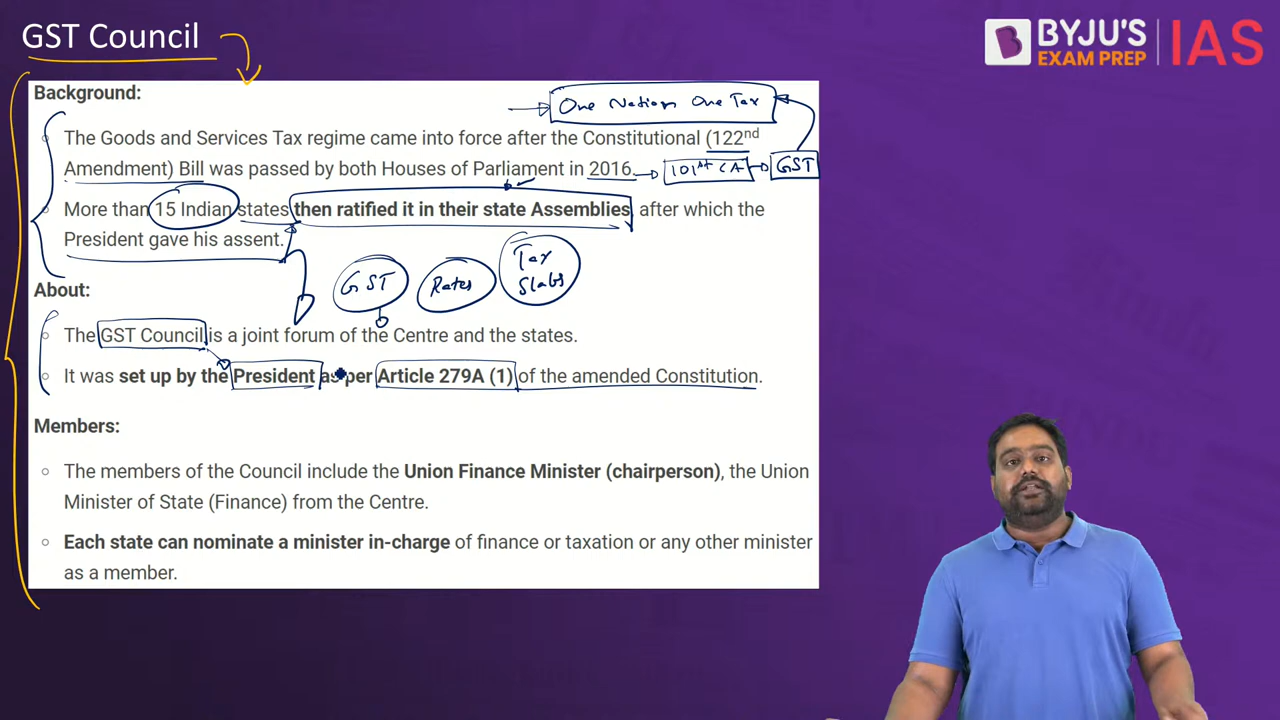 GST Council
BYJU'S
EXAM PREP
IAS
Background:
One Nation One Tax
The Goods and Services Tax regime came into force after the Constitutional (122nd
Amendment) Bill was passed by both Houses of Parliament in 2016.
101st CA
GST
More than 15 Indian states then ratified it in their state Assemblies, after which the
President gave his assent.
GST
Rates
Tax
Slabs
About:
The GST Council is a joint forum of the Centre and the states.
It was set up by the President as per Article 279A (1) of the amended Constitution.
Members:
The members of the Council include the Union Finance Minister (chairperson), the Union
Minister of State (Finance) from the Centre.
Each state can nominate a minister in-charge of finance or taxation or any other minister
as a member.